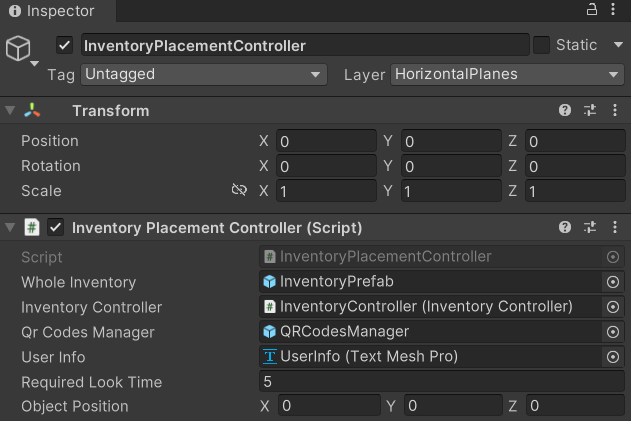 Inspector
InventoryPlacementController Static
Tag Untagged Layer HorizontalPlanes
Transform
Position X 0 Y 0 Z 0
Rotation X 0 Y 0 Z 0
Scale X 1 Y 1 Z 1
# Inventory Placement Controller (Script)
Script # InventoryPlacementController
Whole Inventory InventoryPrefab
Inventory Controller # InventoryController (Inventory Controller)
Qr Codes Manager QRCodesManager
User Info T UserInfo (Text Mesh Pro)
Required Look Time 5
Object Position X 0 Y 0 Z 0